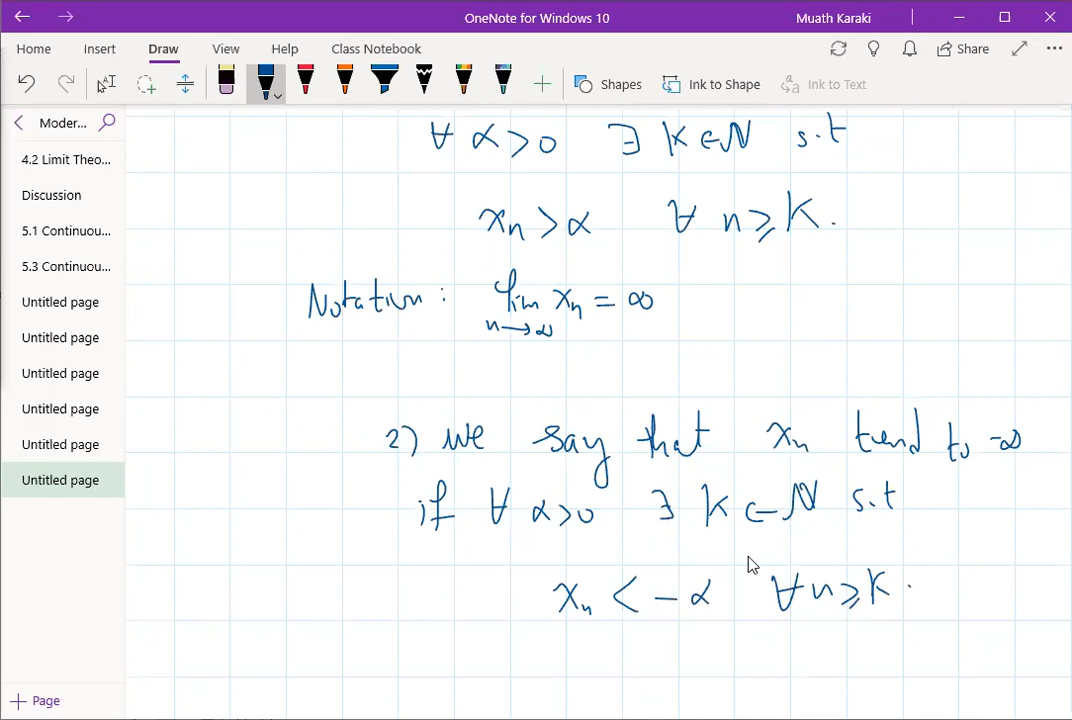 OneNote for Windows 10
Muath Karaki
Home Insert Draw View Help Class Notebook
Share
Shapes
Ink to Shape
Ink to Text
Moder...
4.2 Limit Theo...
Discussion
5.1 Continuou...
5.3 Continuou...
Untitled page
Untitled page
Untitled page
Untitled page
Untitled page
Untitled page
Page
∀ α>0 ∃ K∈ℕ s.t
xₙ > α ∀ n ≥ K.
Notation : lim xₙ = ∞
n→∞
2) we say that xₙ tend to -∞
if ∀ α>0 ∃ K∈ℕ s.t
xₙ < -α ∀n≥K.